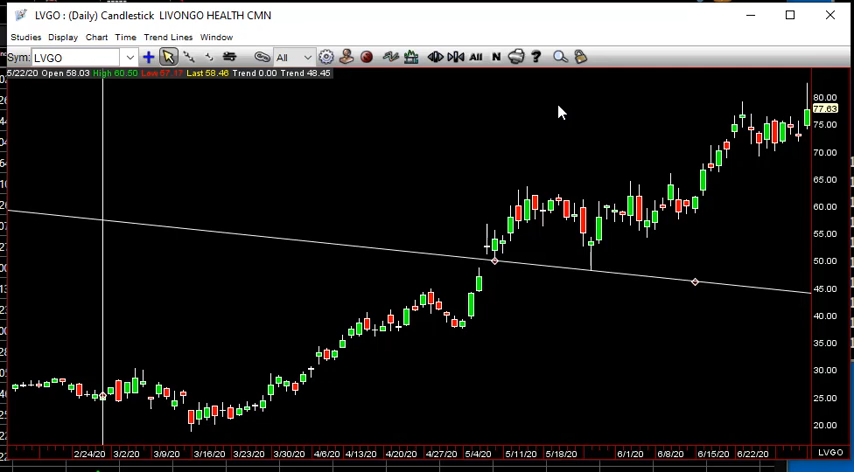 LVGO : (Daily) Candlestick  LIVONGO HEALTH CMN
Studies  Display  Chart  Time  Trend Lines  Window
Sym: LVGO  All  All  N  ?
5/22/20 Open 58.03 High 60.50 Low 57.17 Last 58.46 Trend 0.00 Trend 48.45
80.00
77.63
75.00
70.00
65.00
60.00
55.00
50.00
45.00
40.00
35.00
30.00
25.00
20.00
2/24/20  3/2/20  3/9/20  3/16/20  3/23/20  3/30/20  4/6/20  4/13/20  4/20/20  4/27/20  5/4/20  5/11/20  5/18/20  6/1/20  6/8/20  6/15/20  6/22/20  LVGO